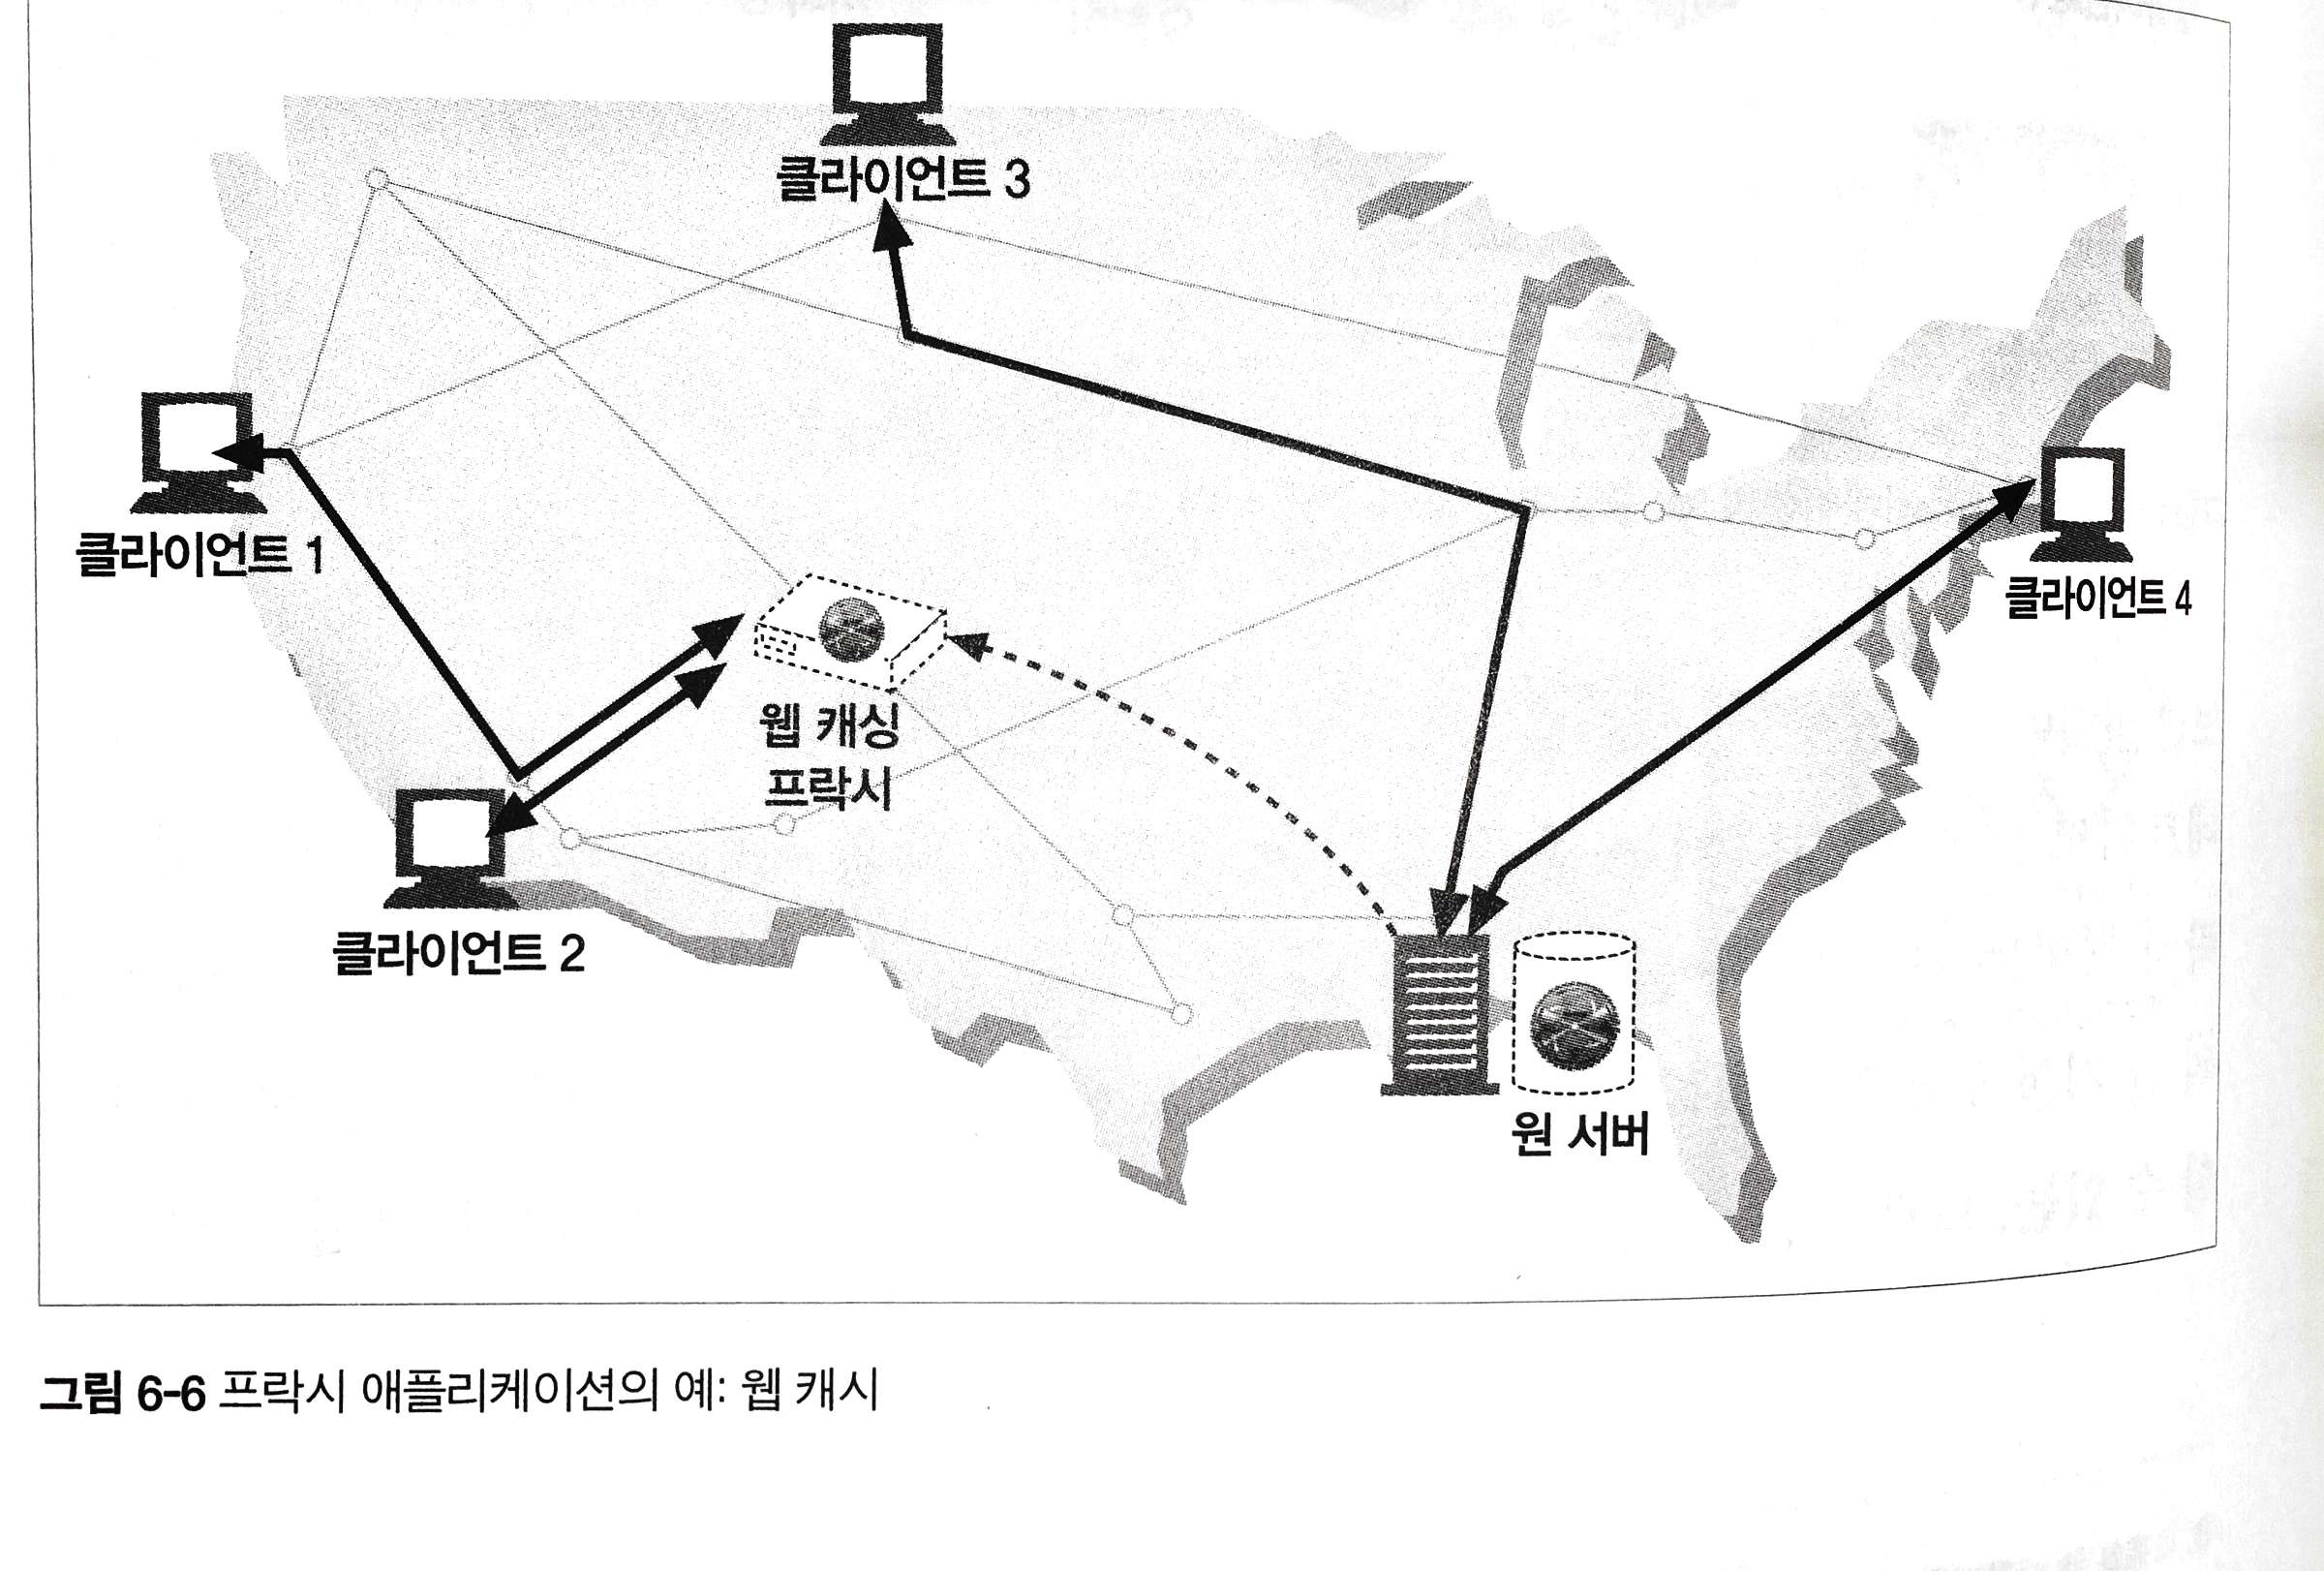 클라이언트 3
클라이언트 1
클라이언트 4
웹 캐싱
프락시
클라이언트 2
원 서버
그림 6-6 프락시 애플리케이션의 예: 웹 캐시